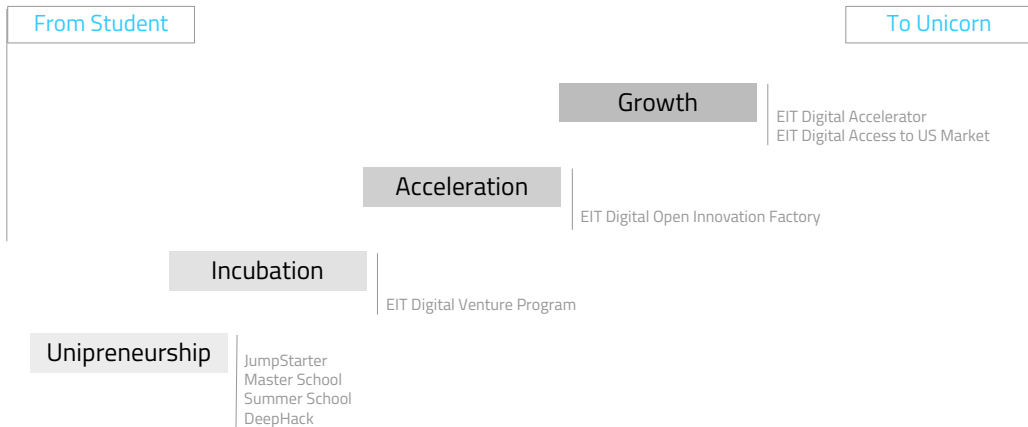 From Student
To Unicorn
Growth
EIT Digital Accelerator
EIT Digital Access to US Market
Acceleration
EIT Digital Open Innovation Factory
Incubation
EIT Digital Venture Program
Unipreneurship
JumpStarter
Master School
Summer School
DeepHack